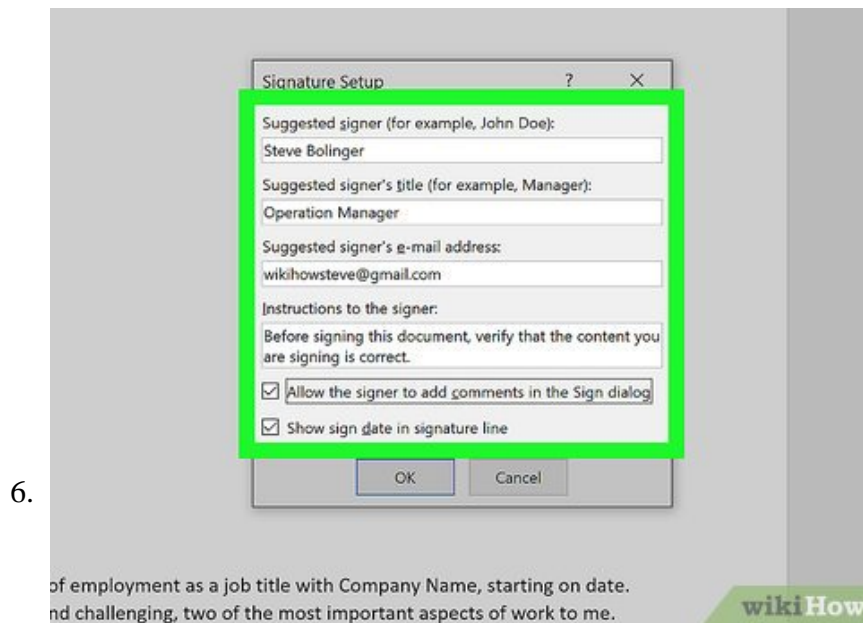 Signature Setup ? ×
Suggested signer (for example, John Doe):
Steve Bolinger
Suggested signer's title (for example, Manager):
Operation Manager
Suggested signer's e-mail address:
wikihowsteve@gmail.com
Instructions to the signer:
Before signing this document, verify that the content you
are signing is correct.
Allow the signer to add comments in the Sign dialog
Show sign date in signature line
OK Cancel
6.
of employment as a job title with Company Name, starting on date.
nd challenging, two of the most important aspects of work to me.
wikiHow